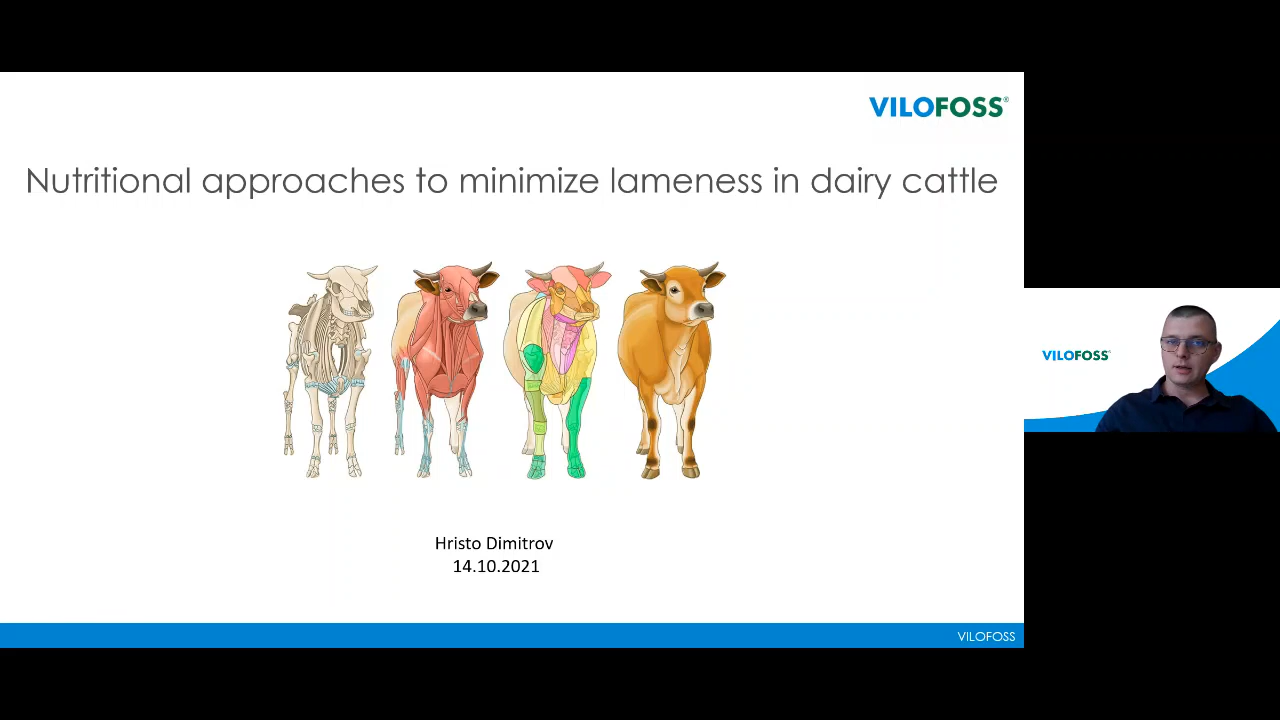 VILOFOSS®
Nutritional approaches to minimize lameness in dairy cattle
VILOFOSS®
Hristo Dimitrov
14.10.2021
VILOFOSS